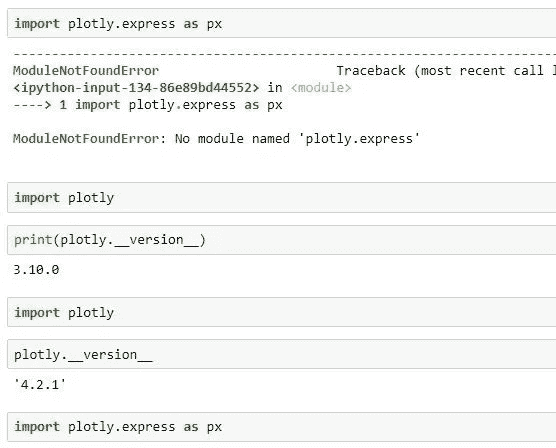 import plotly.express as px
---------------------------------------------------------------------------
ModuleNotFoundError Traceback (most recent call l
<ipython-input-134-86e89bd44552> in <module>
----> 1 import plotly.express as px
ModuleNotFoundError: No module named 'plotly.express'
import plotly
print(plotly.__version__)
3.10.0
import plotly
plotly.__version__
'4.2.1'
import plotly.express as px